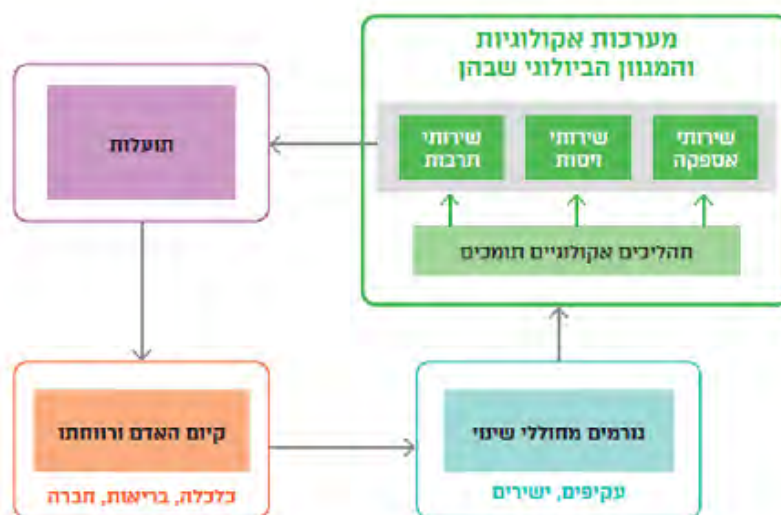 מערכות אקולוגיות
והמגוון הביולוגי שבהן
שירותי
אספקה
שירותי
ויסות
שירותי
תרבות
תהליכים אקולוגיים תומכים
תועלות
קיום האדם ורווחתו
כלכלה, בריאות, חברה
גורמים מחוללי שינוי
עקיפים, ישירים